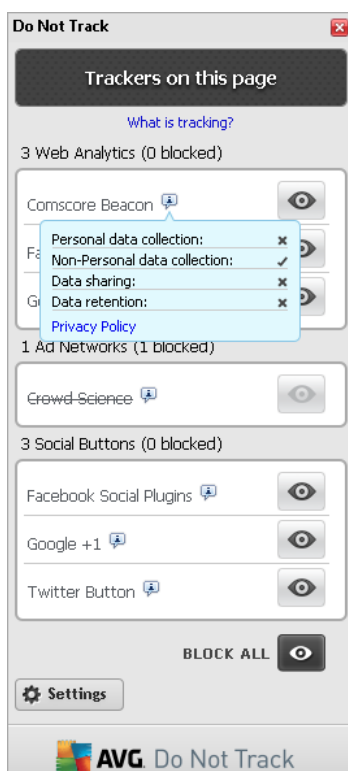 Do Not Track
Trackers on this page
What is tracking?
3 Web Analytics (0 blocked)
Comscore Beacon
Personal data collection:
Non-Personal data collection:
Data sharing:
Data retention:
Privacy Policy
1 Ad Networks (1 blocked)
Crowd Science
3 Social Buttons (0 blocked)
Facebook Social Plugins
Google +1
Twitter Button
BLOCK ALL
Settings
AVG. Do Not Track